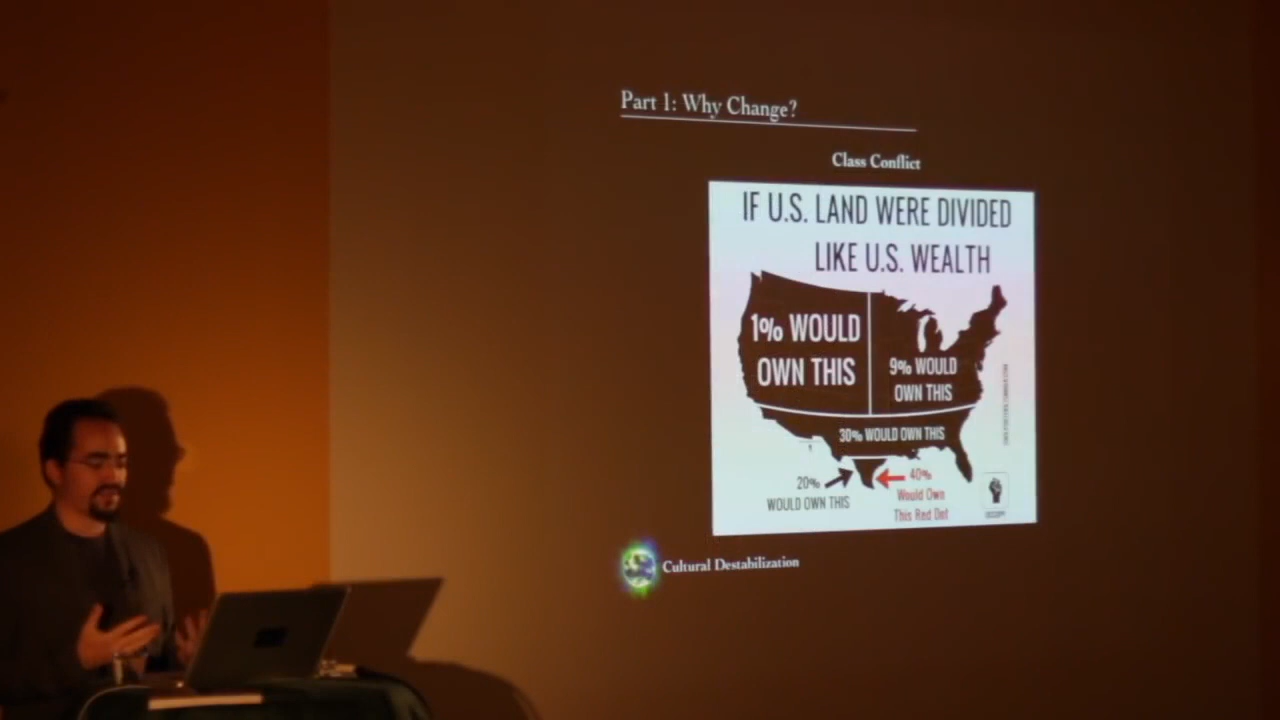 Part 1: Why Change?
Class Conflict
IF U.S. LAND WERE DIVIDED
LIKE U.S. WEALTH
1% WOULD
OWN THIS
9% WOULD
OWN THIS
30% WOULD OWN THIS
20%
WOULD OWN THIS
40%
Would Own
This Red Dot
Cultural Destabilization